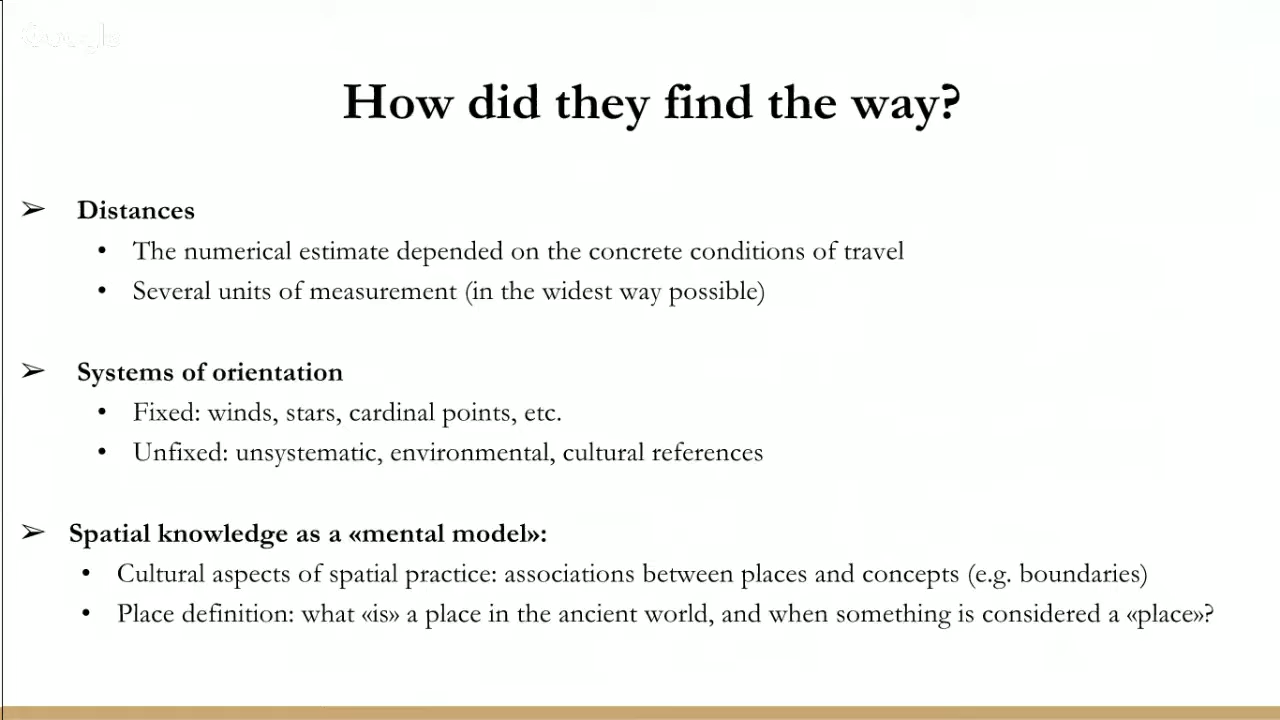 Google
How did they find the way?
➢ Distances
• The numerical estimate depended on the concrete conditions of travel
• Several units of measurement (in the widest way possible)
➢ Systems of orientation
• Fixed: winds, stars, cardinal points, etc.
• Unfixed: unsystematic, environmental, cultural references
➢ Spatial knowledge as a «mental model»:
• Cultural aspects of spatial practice: associations between places and concepts (e.g. boundaries)
• Place definition: what «is» a place in the ancient world, and when something is considered a «place»?